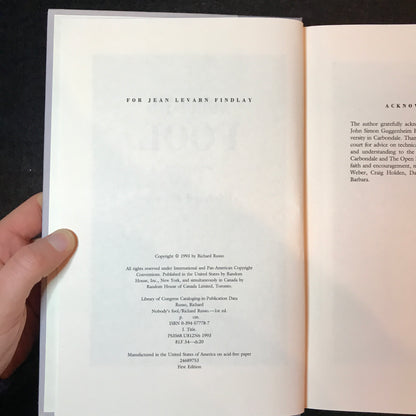 FOR JEAN LEVARN FINDLAY
Copyright © 1993 by Richard Russo
All rights reserved under International and Pan-American Copyright
Conventions. Published in the United States by Random
House, Inc., New York, and simultaneously in Canada by
Random House of Canada Limited, Toronto.
Library of Congress Cataloging-in-Publication Data
Russo, Richard
Nobody's fool/Richard Russo.—1st ed.
p. cm.
ISBN 0-394-57778-7
I. Title.
PS3568.U812N6 1993
813'.54—dc20
Manufactured in the United States of America on acid-free paper
24689753
First Edition
ACKNOW
The author gratefully ackn
John Simon Guggenheim F
versity in Carbondale. Than
court for advice on technical
and understanding to the
Carbondale and The Open
faith and encouragement, m
Weber, Craig Holden, Da
Barbara.